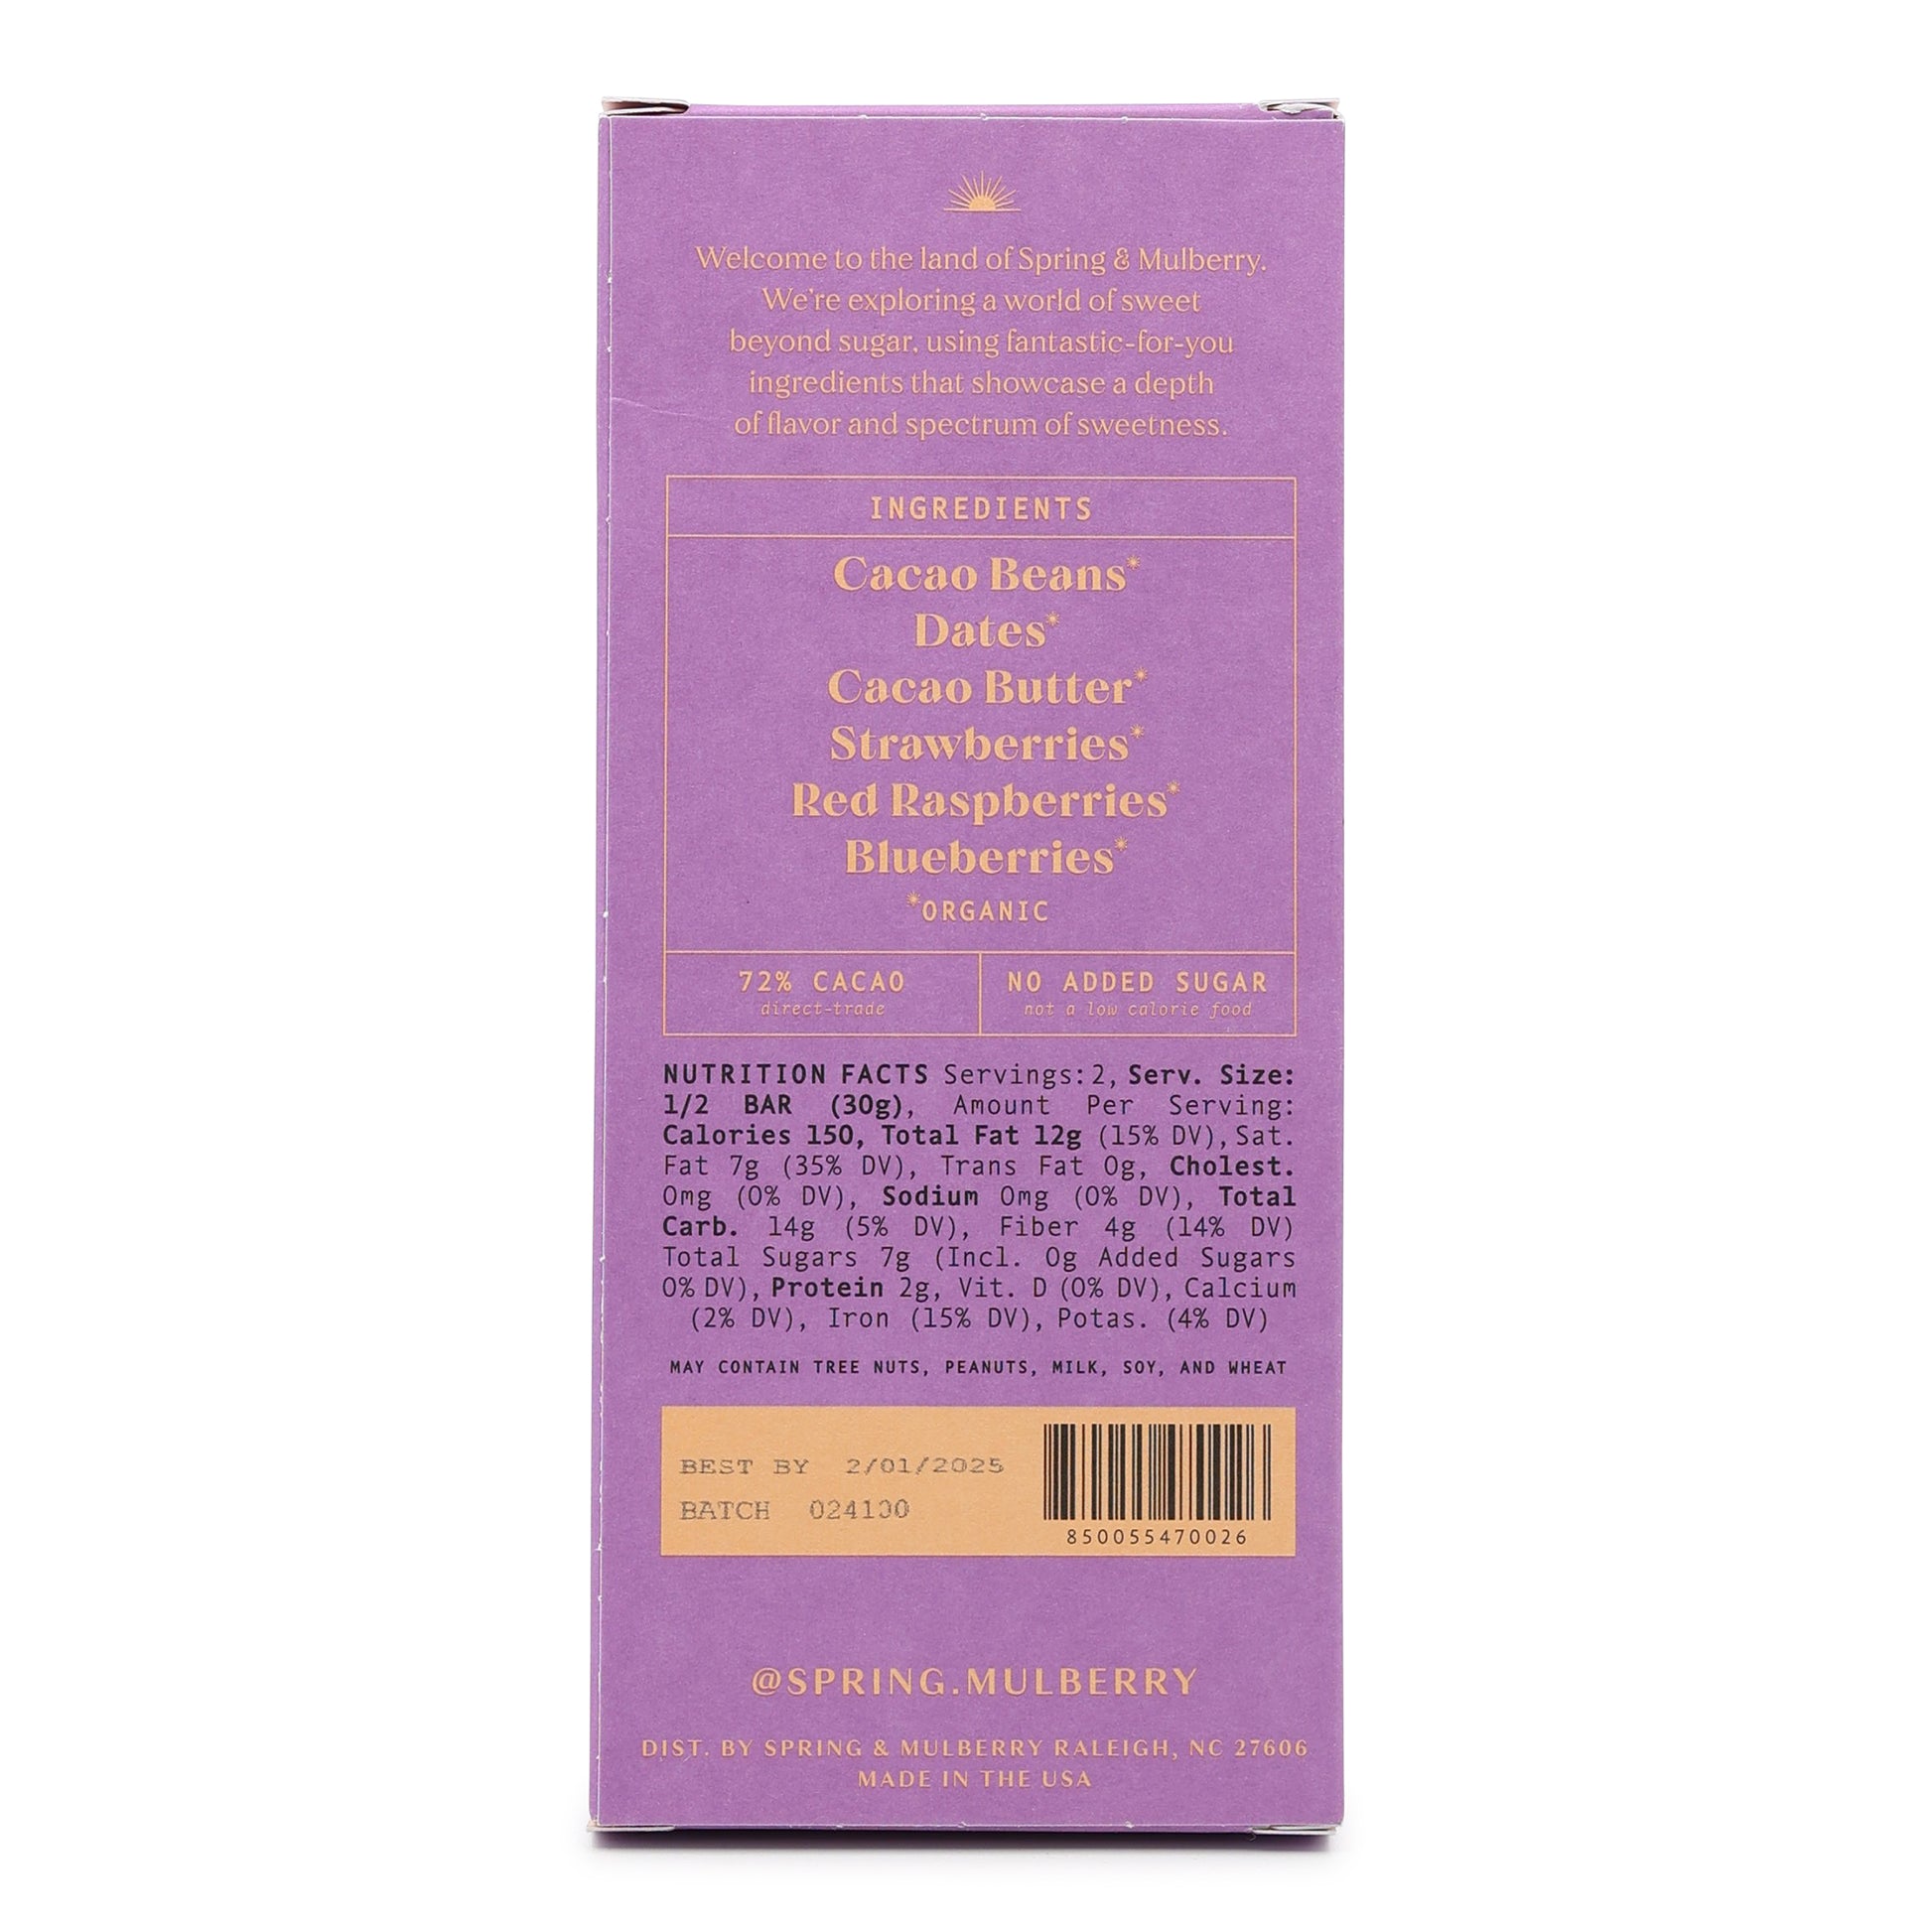 Welcome to the land of Spring & Mulberry.
We're exploring a world of sweet
beyond sugar, using fantastic-for-you
ingredients that showcase a depth
of flavor and spectrum of sweetness.
INGREDIENTS
Cacao Beans*
Dates*
Cacao Butter*
Strawberries*
Red Raspberries*
Blueberries*
*ORGANIC
72% CACAO
direct-trade
NO ADDED SUGAR
not a low calorie food
NUTRITION FACTS Servings: 2, Serv. Size:
1/2 BAR (30g), Amount Per Serving:
Calories 150, Total Fat 12g (15% DV), Sat.
Fat 7g (35% DV), Trans Fat 0g, Cholest.
0mg (0% DV), Sodium 0mg (0% DV), Total
Carb. 14g (5% DV), Fiber 4g (14% DV)
Total Sugars 7g (Incl. 0g Added Sugars
0% DV), Protein 2g, Vit. D (0% DV), Calcium
(2% DV), Iron (15% DV), Potas. (4% DV)
MAY CONTAIN TREE NUTS, PEANUTS, MILK, SOY, AND WHEAT
BEST BY 2/01/2025
BATCH 024100
850055470026
@SPRING.MULBERRY
DIST. BY SPRING & MULBERRY RALEIGH, NC 27606
MADE IN THE USA